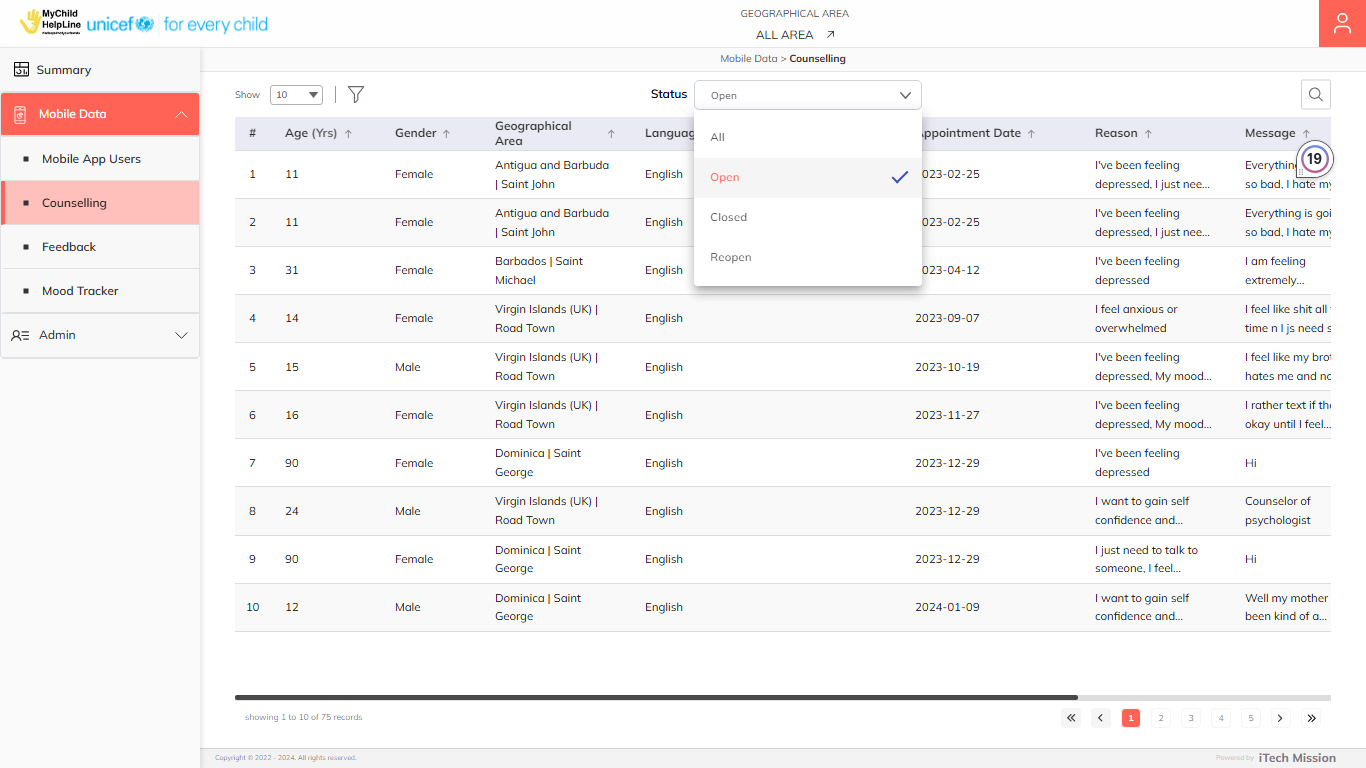 MyChild
HelpLine
unicef for every child
GEOGRAPHICAL AREA
ALL AREA
Mobile Data > Counselling
Summary
Mobile Data
Mobile App Users
Counselling
Feedback
Mood Tracker
Admin
Show 10
Status Open
All
Open
Closed
Reopen
# Age (Yrs) Gender Geographical Area Languag Appointment Date Reason Message
19
1 11 Female Antigua and Barbuda | Saint John English 2023-02-25 I've been feeling depressed, I just nee... Everything so bad, I hate my
2 11 Female Antigua and Barbuda | Saint John English 2023-02-25 I've been feeling depressed, I just nee... Everything is goi so bad, I hate my
3 31 Female Barbados | Saint Michael English 2023-04-12 I've been feeling depressed I am feeling extremely...
4 14 Female Virgin Islands (UK) | Road Town English 2023-09-07 I feel anxious or overwhelmed I feel like shit all time n I js need s
5 15 Male Virgin Islands (UK) | Road Town English 2023-10-19 I've been feeling depressed, My mood... I feel like my brot hates me and no
6 16 Female Virgin Islands (UK) | Road Town English 2023-11-27 I've been feeling depressed, My mood... I rather text if tha okay until I feel...
7 90 Female Dominica | Saint George English 2023-12-29 I've been feeling depressed Hi
8 24 Male Virgin Islands (UK) | Road Town English 2023-12-29 I want to gain self confidence and... Counselor of psychologist
9 90 Female Dominica | Saint George English 2023-12-29 I just need to talk to someone, I feel... Hi
10 12 Male Dominica | Saint George English 2024-01-09 I want to gain self confidence and... Well my mother been kind of a...
showing 1 to 10 of 75 records
« < 1 2 3 4 5 > »
Copyright © 2022 - 2024. All rights reserved.
Powered by iTech Mission